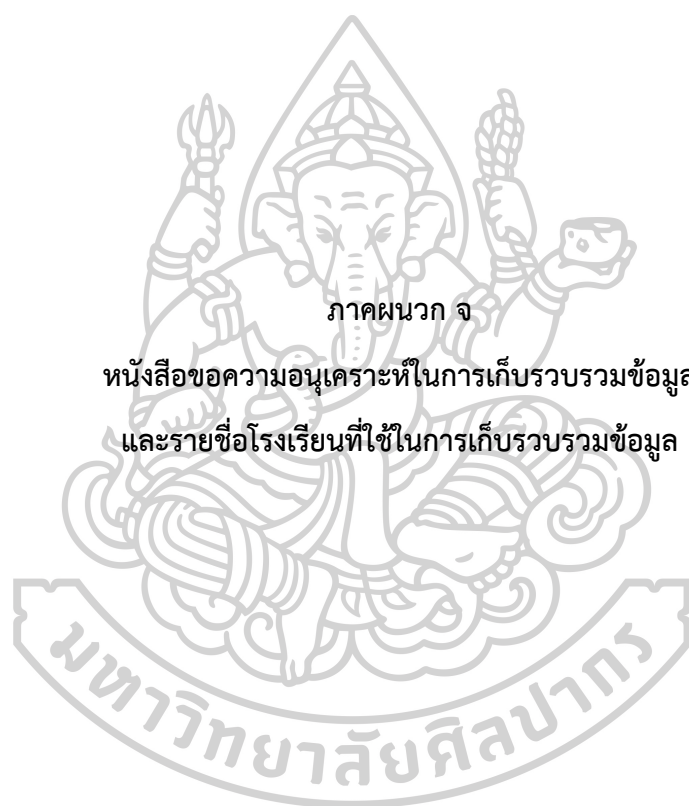 ภาคผนวก จ
หนังสือขอความอนุเคราะห์ในการเก็บรวบรวมข้อมูล
และรายชื่อโรงเรียนที่ใช้ในการเก็บรวบรวมข้อมูล
มหาวิทยาลัยศิลปากร